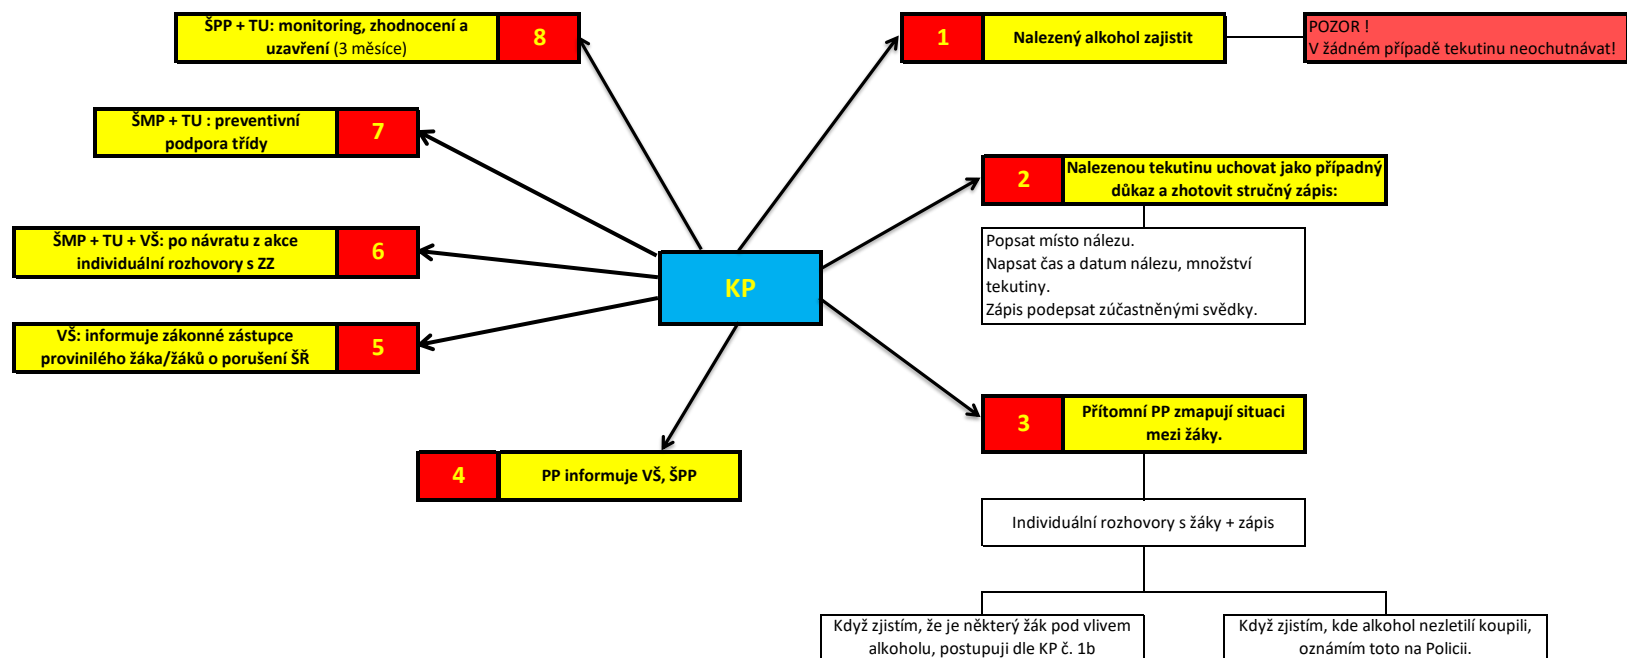 ŠPP + TU: monitoring, zhodnocení a
uzavření (3 měsíce)
8
1
Nalezený alkohol zajistit
POZOR !
V žádném případě tekutinu neochutnávat!
ŠMP + TU : preventivní
podpora třídy
7
2
Nalezenou tekutinu uchovat jako případný
důkaz a zhotovit stručný zápis:
Popsat místo nálezu.
Napsat čas a datum nálezu, množství
tekutiny.
Zápis podepsat zúčastněnými svědky.
ŠMP + TU + VŠ: po návratu z akce
individuální rozhovory s ZZ
6
KP
VŠ: informuje zákonné zástupce
provinilého žáka/žáků o porušení ŠŘ
5
3
Přítomní PP zmapují situaci
mezi žáky.
4
PP informuje VŠ, ŠPP
Individuální rozhovory s žáky + zápis
Když zjistím, že je některý žák pod vlivem
alkoholu, postupuji dle KP č. 1b
Když zjistím, kde alkohol nezletilí koupili,
oznámím toto na Policii.